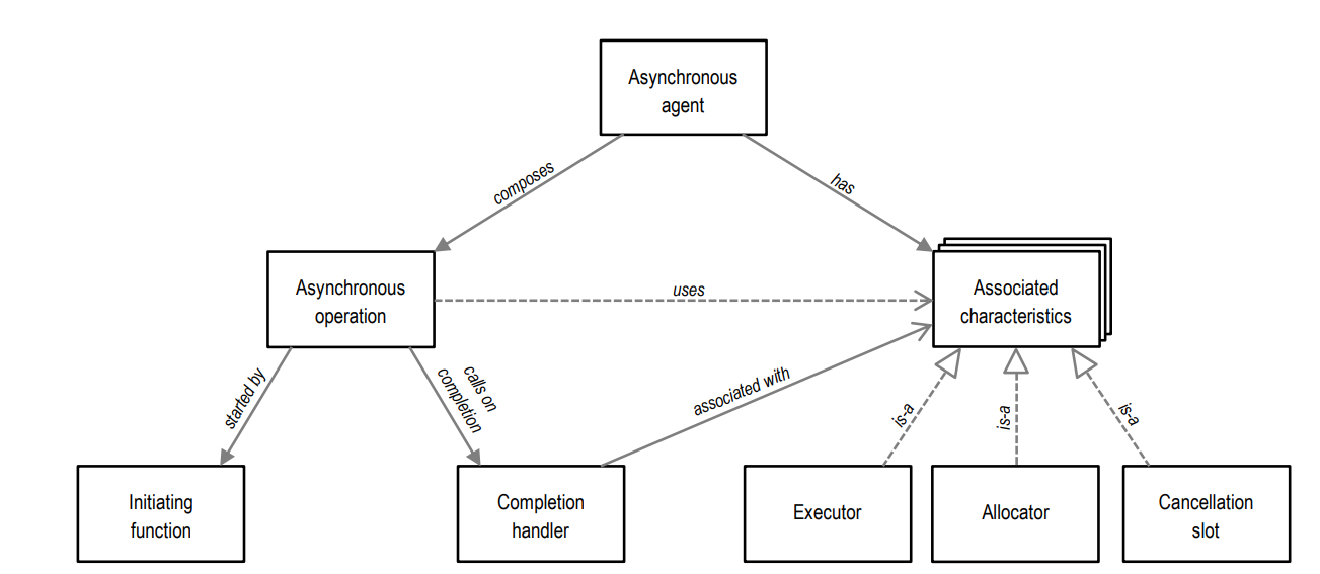 Asynchronous
agent
composes
has
Asynchronous
operation
uses
Associated
characteristics
started by
calls on
completion
associated with
is-a
is-a
is-a
Initiating
function
Completion
handler
Executor
Allocator
Cancellation
slot